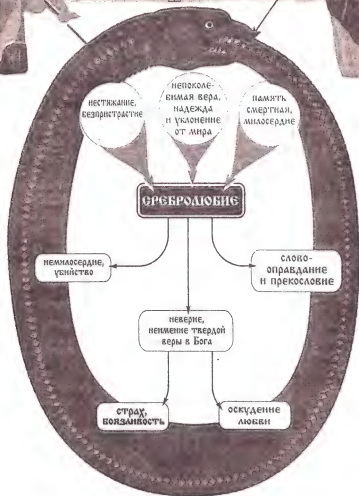 нестяжание,
безпристрастие
непоколе-
бимая вера,
надежда
и уклонение
от мира
память
смертная,
милосердие
СРЕБРОЛЮБИЕ
немилосердие,
убийство
слово-
оправдание
и прекословие
неверие,
неимение твердой
веры в Бога
страх,
боязливость
оскудение
любви